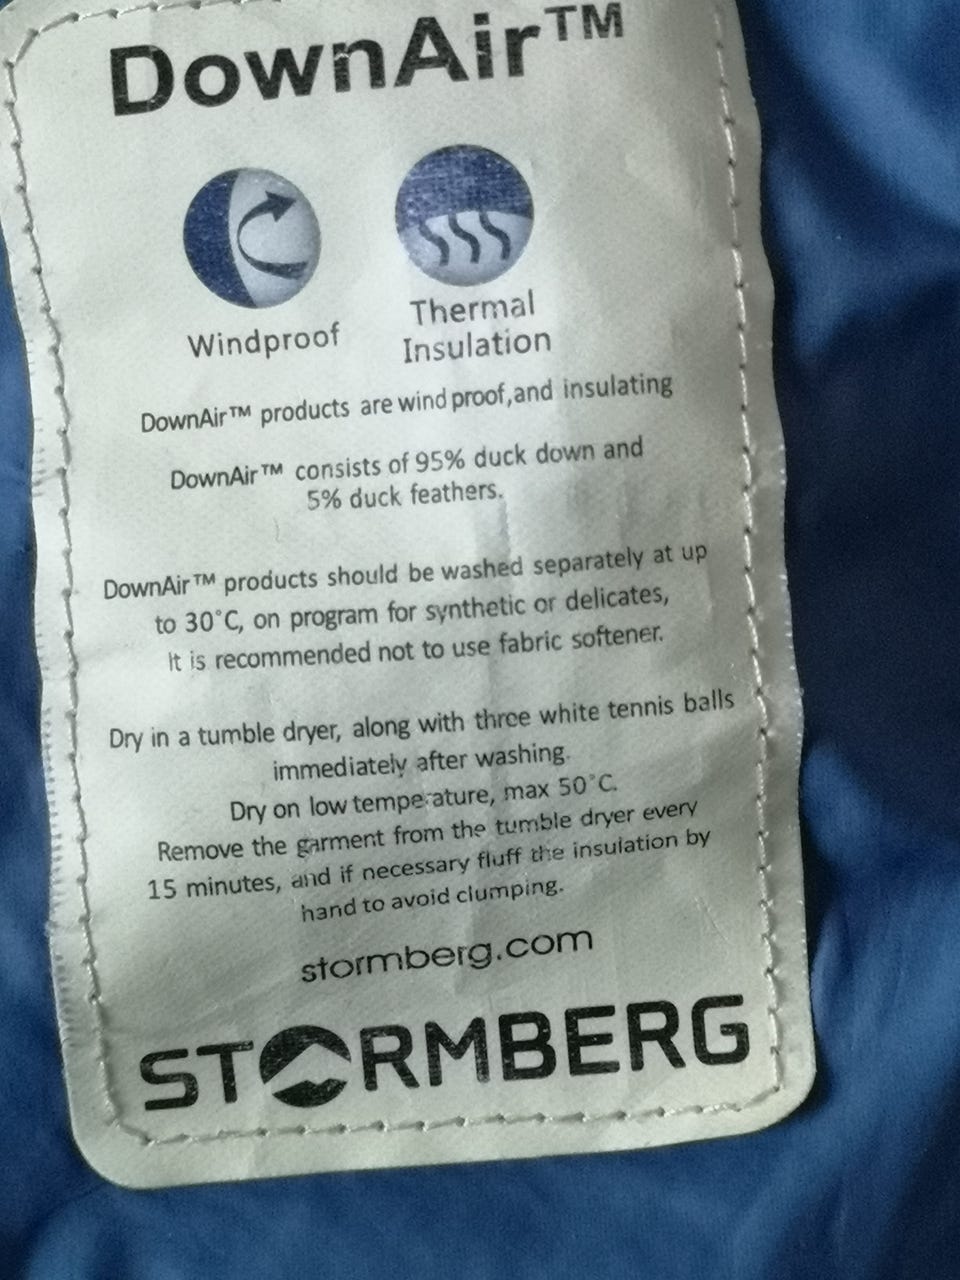 DownAir™
Windproof
Thermal
Insulation
DownAir™ products are wind proof,and insulating
DownAir™ consists of 95% duck down and
5% duck feathers.
DownAir™ products should be washed separately at up
to 30°C, on program for synthetic or delicates,
It is recommended not to use fabric softener.
Dry in a tumble dryer, along with three white tennis balls
immediately after washing.
Dry on low temperature, max 50°C.
Remove the garment from the tumble dryer every
15 minutes, and if necessary fluff the insulation by
hand to avoid clumping.
stormberg.com
STORMBERG